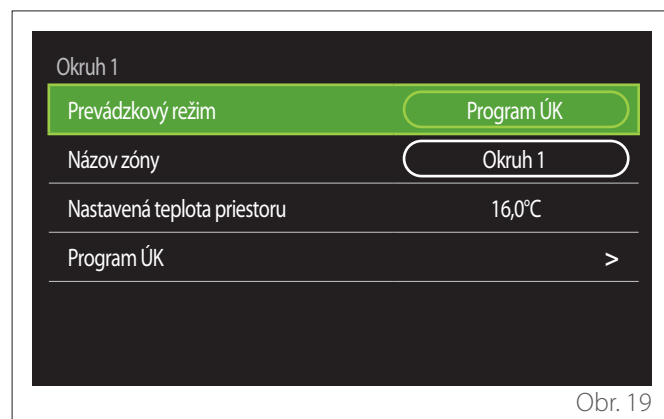 Okruh 1
Prevádzkový režim Program ÚK
Názov zóny Okruh 1
Nastavená teplota priestoru 16,0°C
Program ÚK >
Obr. 19